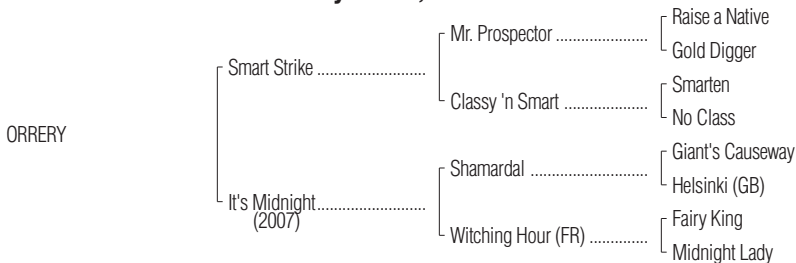 Raise a Native
Mr. Prospector .....................
Gold Digger
Smart Strike .........................
Smarten
Classy 'n Smart ...................
No Class
ORRERY
Giant's Causeway
Shamardal ..........................
Helsinki (GB)
It's Midnight.........................
(2007)
Fairy King
Witching Hour (FR) .............
Midnight Lady